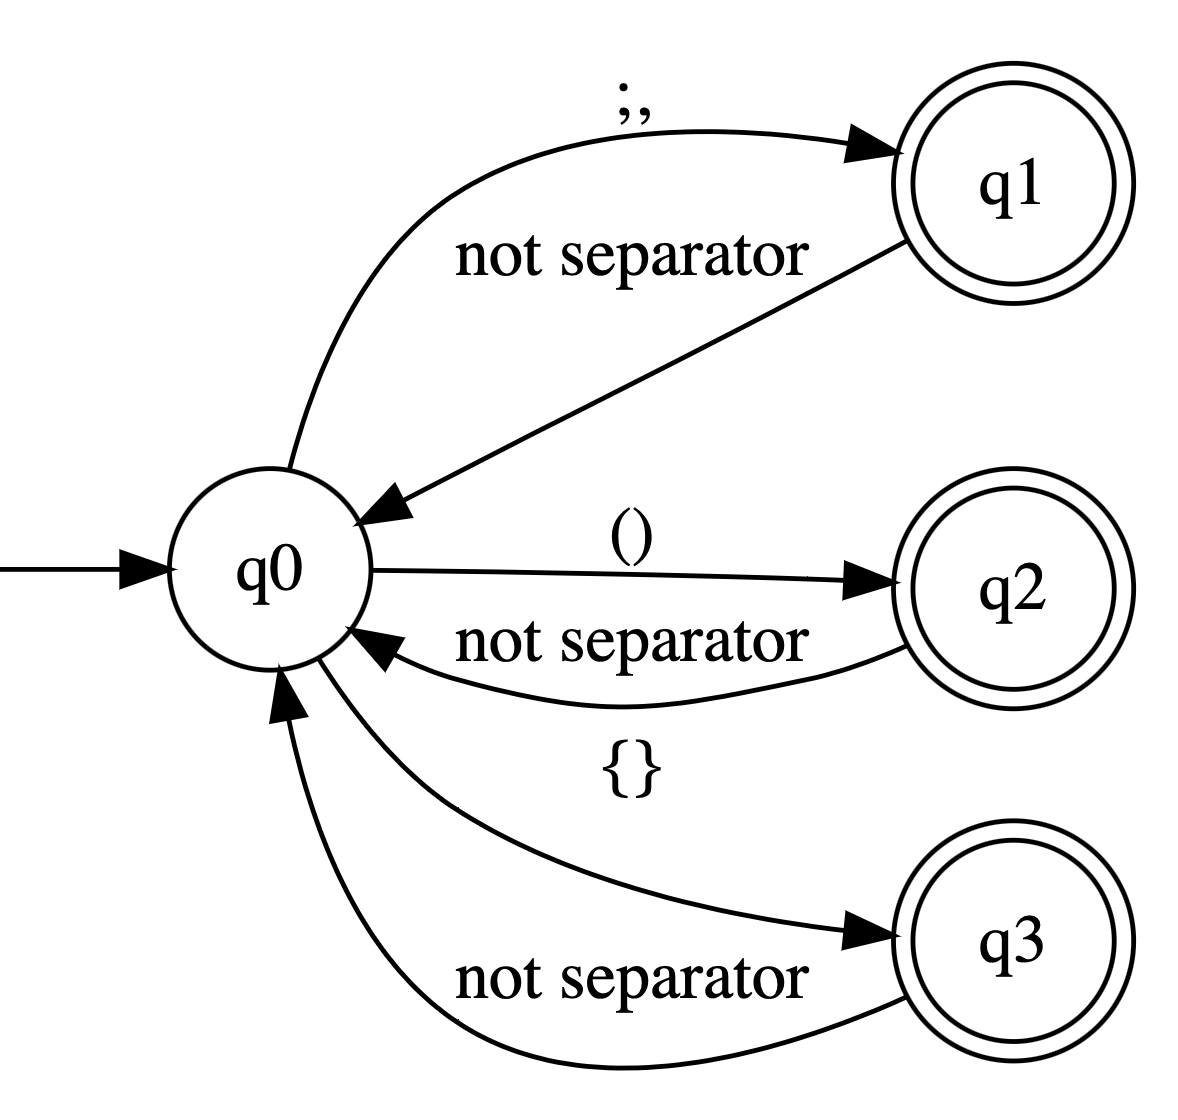 ;,
q1
not separator
()
q0
q2
not separator
{}
q3
not separator